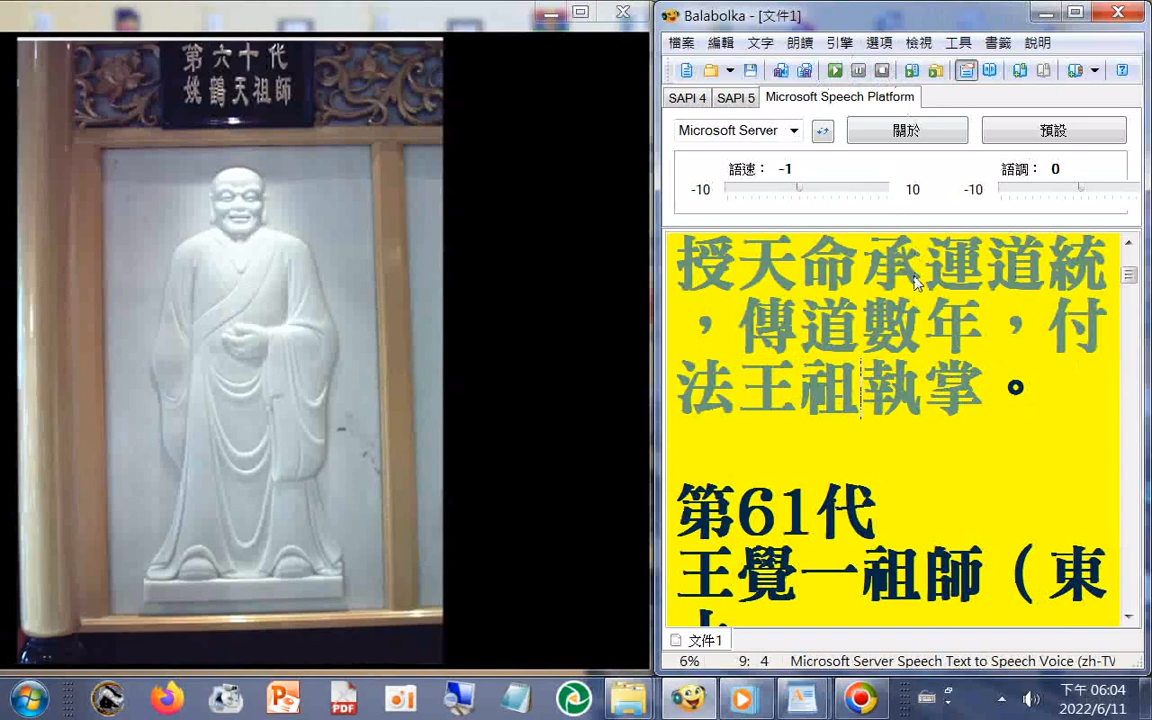 第六十代
姚鶴天祖師
Balabolka - [文件1]
檔案 編輯 文字 朗讀 引擎 選項 檢視 工具 書籤 說明
SAPI 4 SAPI 5 Microsoft Speech Platform
Microsoft Server 關於 預設
語速： -1 語調： 0
-10 10 -10
授天命承運道統
，傳道數年，付
法王祖執掌。
第61代
王覺一祖師（東
文件1
6% 9: 4 Microsoft Server Speech Text to Speech Voice (zh-TV
下午 06:04
2022/6/11